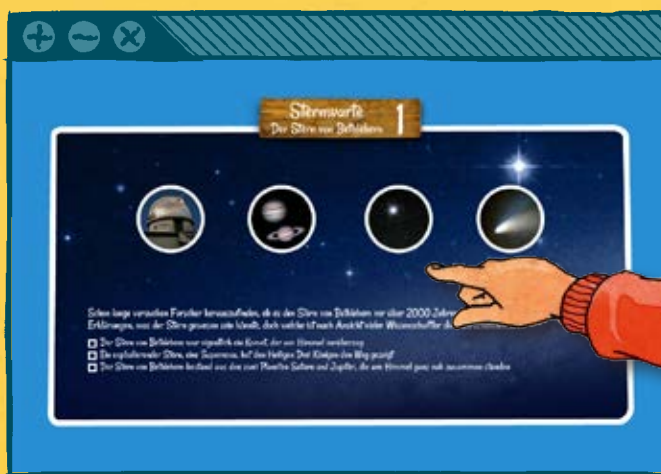 Sternwarte
Der Stern von Bethlehem
1
Schon lange versuchen Forscher herauszufinden, ob es den Stern von Bethlehem vor über 2000 Jahren
Erklärungen, was der Stern gewesen sein könnte, doch welche ist nach Ansicht vieler Wissenschaftler
Der Stern von Bethlehem war eigentlich ein Komet, der am Himmel
Ein explodierender Stern, eine Supernova, hat den Heiligen Drei Königen den Weg gezeigt
Der Stern von Bethlehem bestand aus den zwei Planeten Saturn und Jupiter, die am Himmel ganz nah zusammen standen